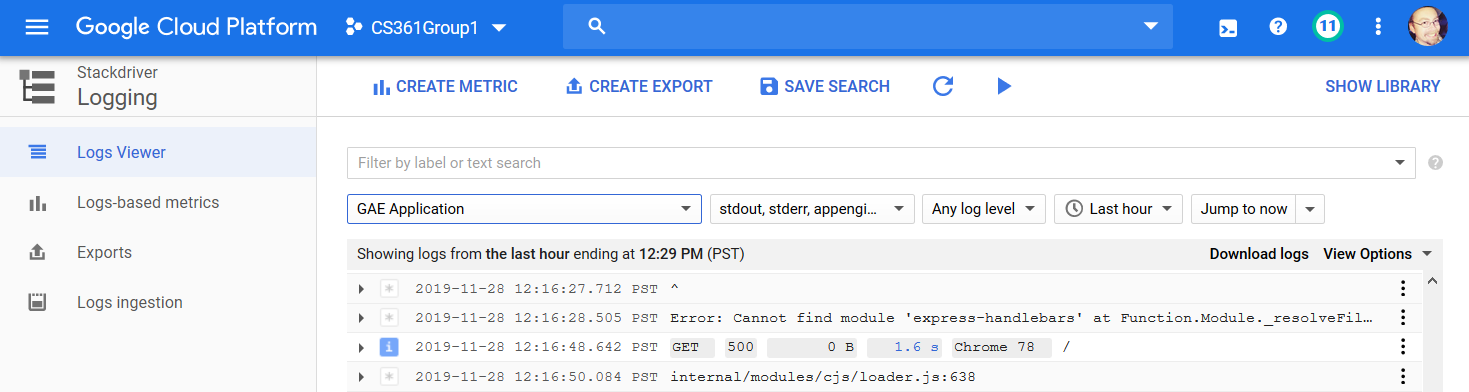 Google Cloud Platform CS361Group1 11
Stackdriver
Logging
CREATE METRIC CREATE EXPORT SAVE SEARCH SHOW LIBRARY
Logs Viewer
Logs-based metrics
Exports
Logs ingestion
Filter by label or text search ?
GAE Application stdout, stderr, appengi... Any log level Last hour Jump to now
Showing logs from the last hour ending at 12:29 PM (PST) Download logs View Options
* 2019-11-28 12:16:27.712 PST ^
* 2019-11-28 12:16:28.505 PST Error: Cannot find module 'express-handlebars' at Function.Module._resolveFil…
i 2019-11-28 12:16:48.642 PST GET 500 0 B 1.6 s Chrome 78 /
* 2019-11-28 12:16:50.084 PST internal/modules/cjs/loader.js:638